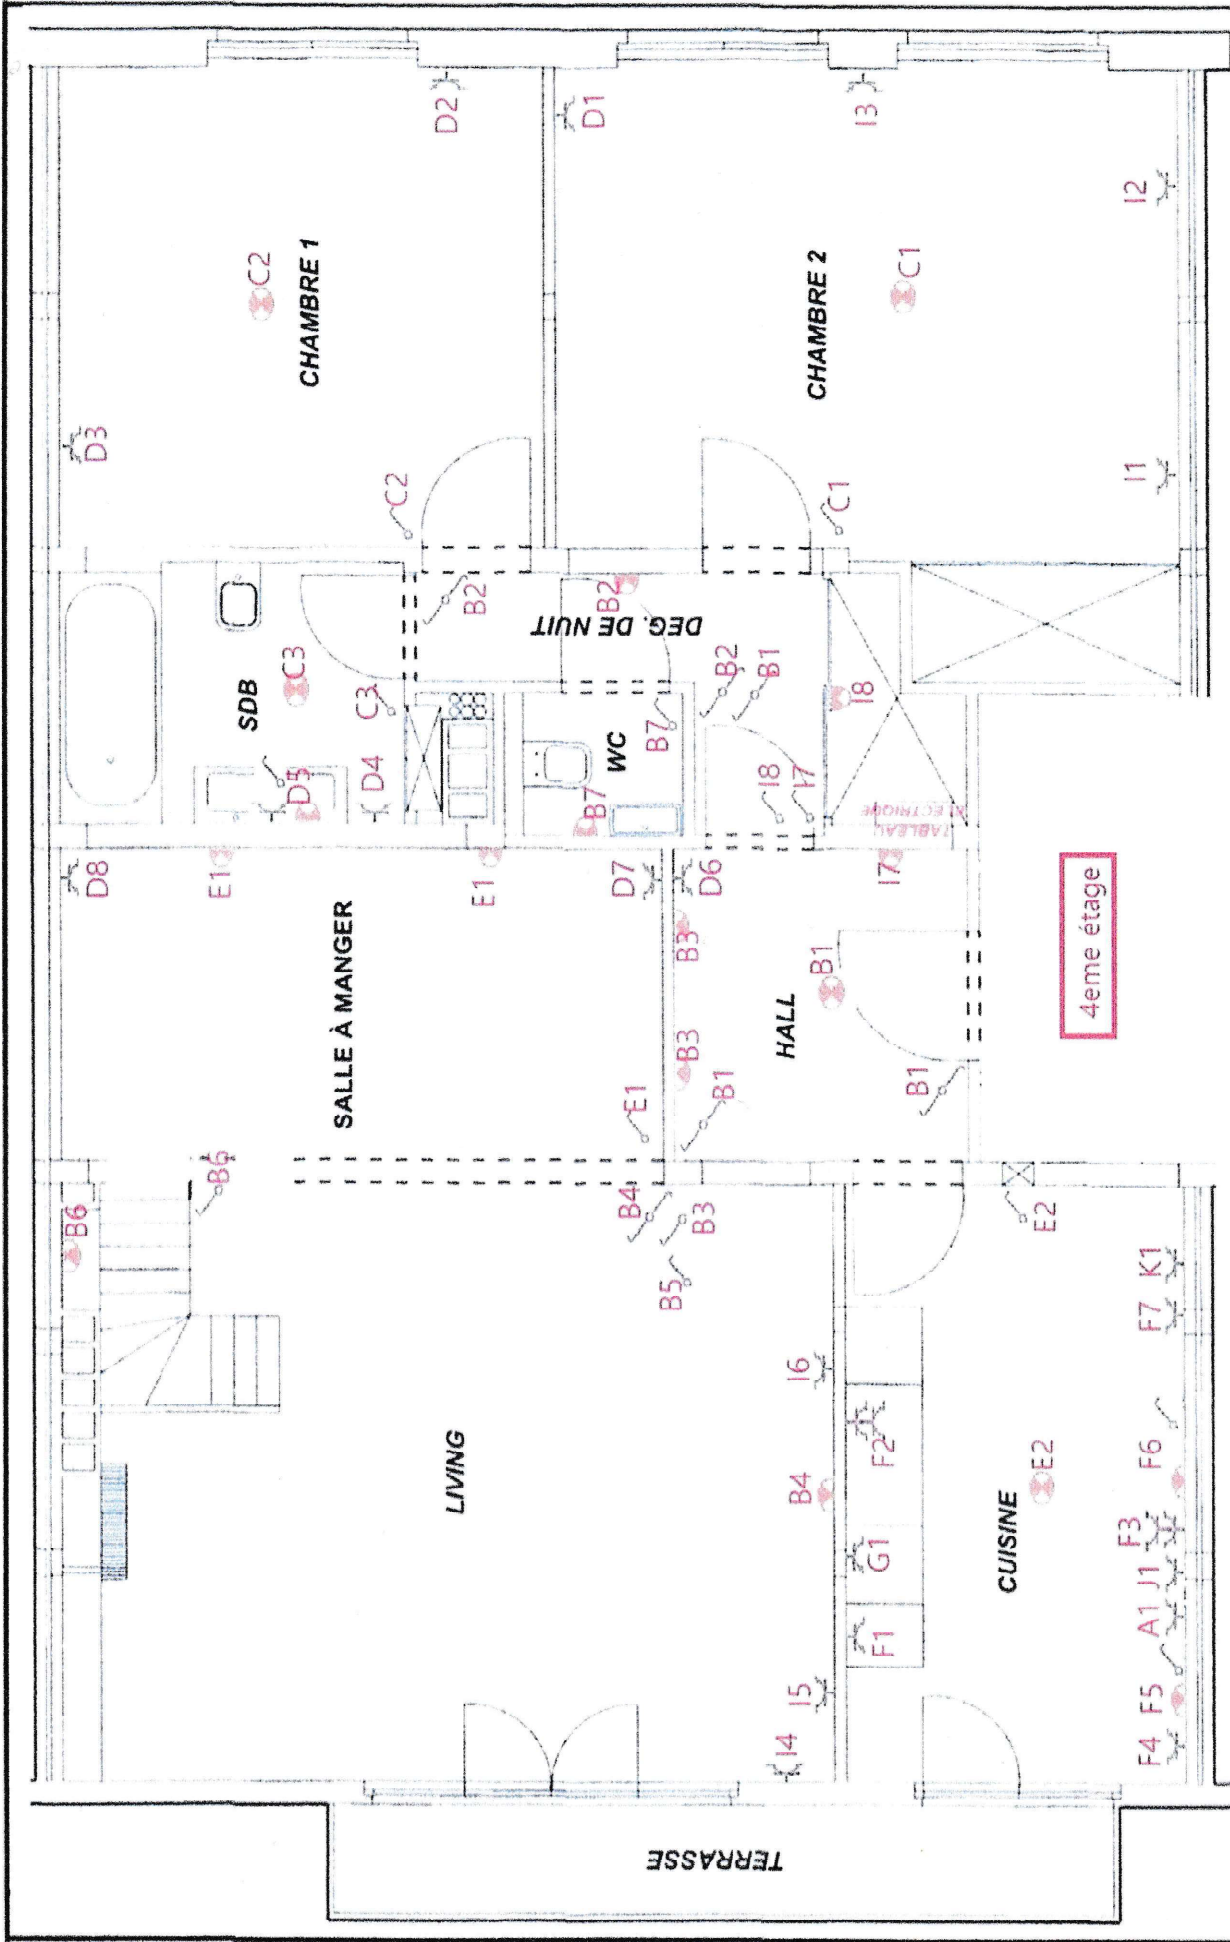 D2
D1
I3
I2
C2
CHAMBRE 1
C1
CHAMBRE 2
D3
C2
C1
I1
B2
B2
DEG. DE NUIT
C3
SDB
C3
B2
B1
I8
D5
D4
WC
B7
B7
I8
I7
TABLEAU
ELECTRIQUE
D8
E1
E1
D7
D6
I7
SALLE À MANGER
B3
B1
HALL
4eme étage
B3
E1
B1
B1
B6
B6
B4
B3
B5
E2
K1
F7
I6
LIVING
F2
B4
E2
F6
CUISINE
G1
F3
J1
A1
F1
I5
F5
I4
F4
TERRASSE